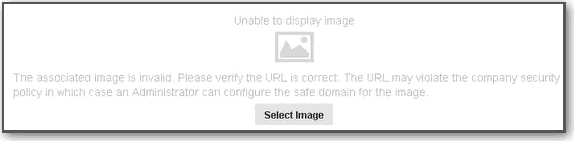 Unable to display image
The associated image is invalid. Please verify the URL is correct. The URL may violate the company security
policy in which case an Administrator can configure the safe domain for the image.
Select Image